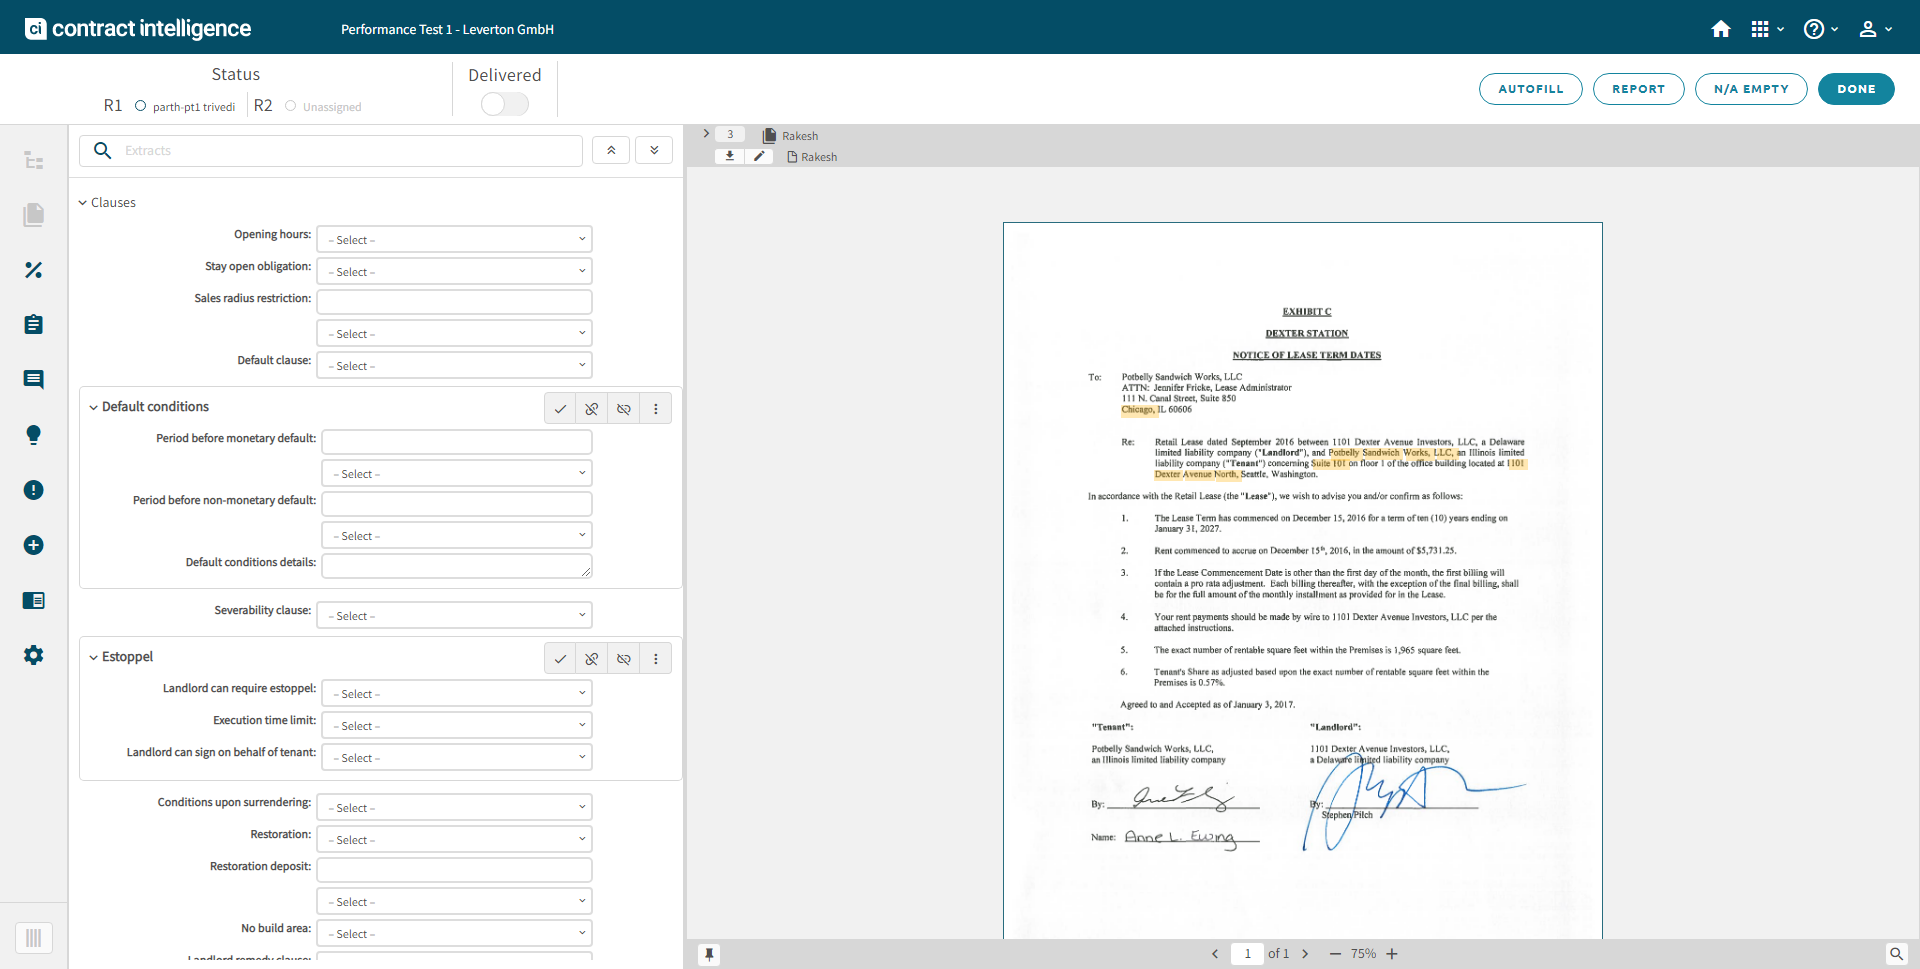 ci contract intelligence
Performance Test 1 - Leverton GmbH
Status
R1 parth-pt1 trivedi R2 Unassigned
Delivered
AUTOFILL
REPORT
N/A EMPTY
DONE
Extracts
Clauses
Opening hours: – Select –
Stay open obligation: – Select –
Sales radius restriction:
– Select –
Default clause: – Select –
Default conditions
Period before monetary default:
– Select –
Period before non-monetary default:
– Select –
Default conditions details:
Severability clause: – Select –
Estoppel
Landlord can require estoppel: – Select –
Execution time limit: – Select –
Landlord can sign on behalf of tenant: – Select –
Conditions upon surrendering: – Select –
Restoration: – Select –
Restoration deposit:
– Select –
No build area: – Select –
Landlord remedy clause:
3 Rakesh
Rakesh
EXHIBIT C
DEXTER STATION
NOTICE OF LEASE TERM DATES
To: Potbelly Sandwich Works, LLC
ATTN: Jennifer Fricke, Lease Administrator
111 N. Canal Street, Suite 850
Chicago, IL 60606
Re: Retail Lease dated September 2016 between 1101 Dexter Avenue Investors, LLC, a Delaware
limited liability company ("Landlord"), and Potbelly Sandwich Works, LLC, an Illinois limited
liability company ("Tenant") concerning Suite 101 on floor 1 of the office building located at 1101
Dexter Avenue North, Seattle, Washington.
In accordance with the Retail Lease (the "Lease"), we wish to advise you and/or confirm as follows:
1. The Lease Term has commenced on December 15, 2016 for a term of ten (10) years ending on
January 31, 2027.
2. Rent commenced to accrue on December 15th, 2016, in the amount of $5,731.25.
3. If the Lease Commencement Date is other than the first day of the month, the first billing will
contain a pro rata adjustment. Each billing thereafter, with the exception of the final billing, shall
be for the full amount of the monthly installment as provided for in the Lease.
4. Your rent payments should be made by wire to 1101 Dexter Avenue Investors, LLC per the
attached instructions.
5. The exact number of rentable square feet within the Premises is 1,965 square feet.
6. Tenant's Share as adjusted based upon the exact number of rentable square feet within the
Premises is 0.57%.
Agreed to and Accepted as of January 3, 2017.
"Tenant": "Landlord":
Potbelly Sandwich Works, LLC, 1101 Dexter Avenue Investors, LLC,
an Illinois limited liability company a Delaware limited liability company
By: By:
Stephen Pilch
Name: Anne L. Ewing
1 of 1 75%